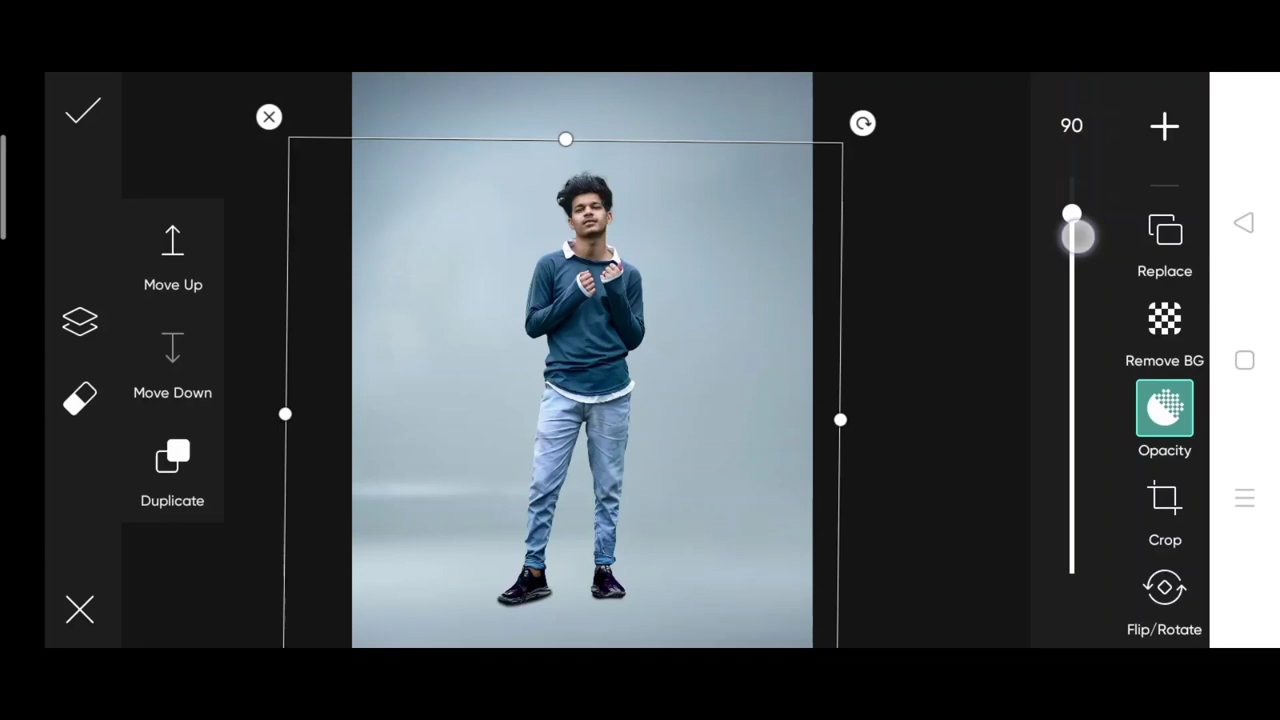 90
Move Up
Move Down
Duplicate
Replace
Remove BG
Opacity
Crop
Flip/Rotate